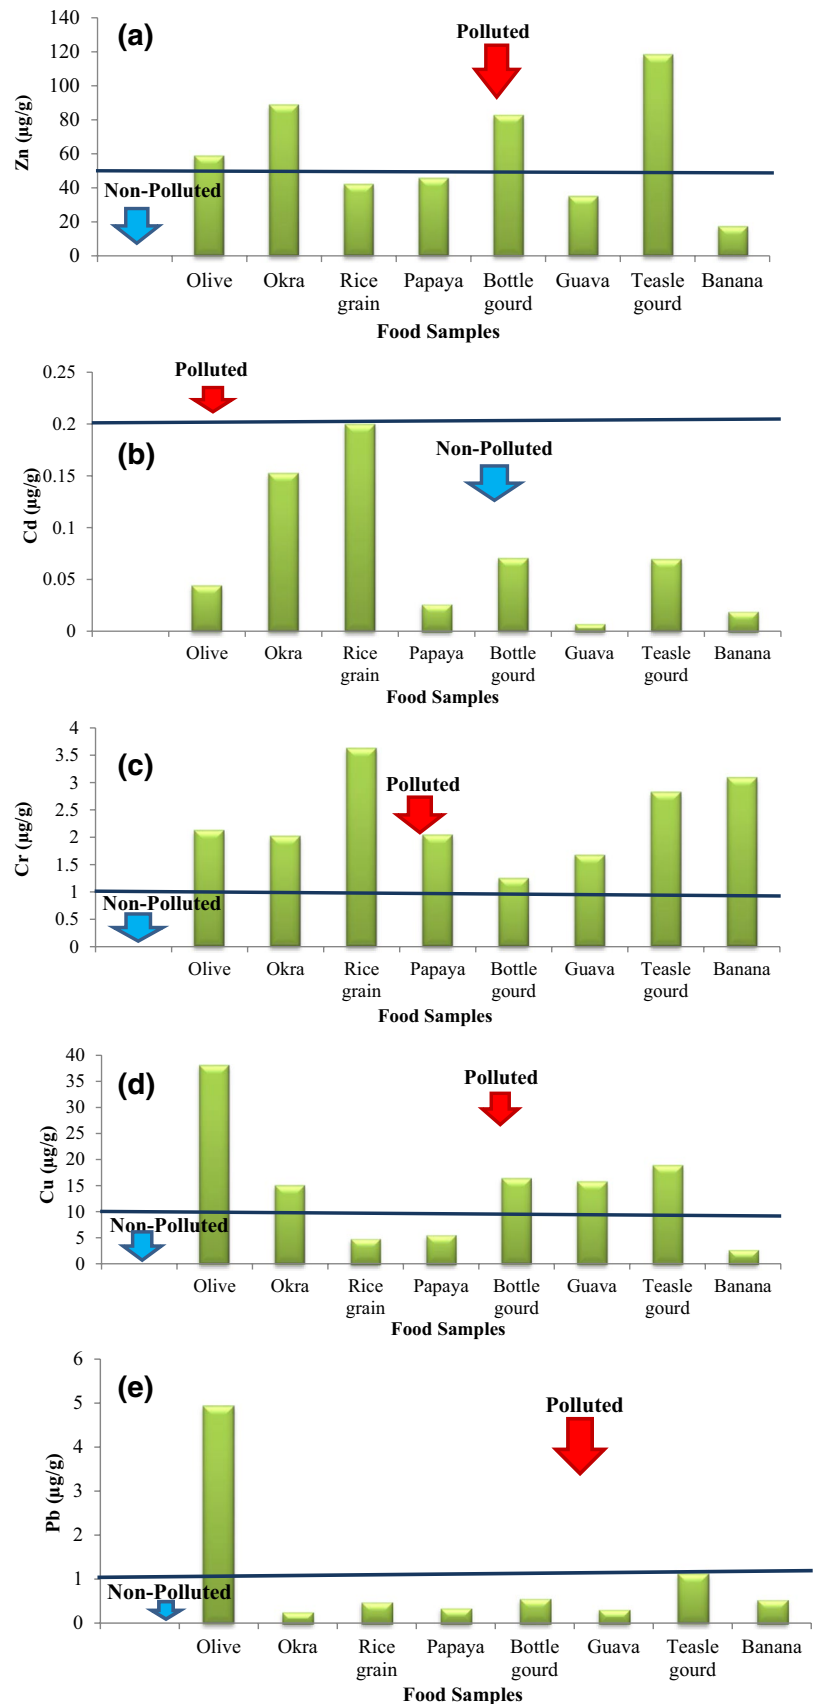 (a)
Polluted
Zn (µg/g)
140
120
100
80
60
40
20
0
Non-Polluted
Olive Okra Rice grain Papaya Bottle gourd Guava Teasle gourd Banana
Food Samples
(b)
Polluted
Non-Polluted
Cd (µg/g)
0.25
0.2
0.15
0.1
0.05
0
Olive Okra Rice grain Papaya Bottle gourd Guava Teasle gourd Banana
Food Samples
(c)
Polluted
Non-Polluted
Cr (µg/g)
4
3.5
3
2.5
2
1.5
1
0.5
0
Olive Okra Rice grain Papaya Bottle gourd Guava Teasle gourd Banana
Food Samples
(d)
Polluted
Non-Polluted
Cu (µg/g)
40
35
30
25
20
15
10
5
0
Olive Okra Rice grain Papaya Bottle gourd Guava Teasle gourd Banana
Food Samples
(e)
Polluted
Non-Polluted
Pb (µg/g)
6
5
4
3
2
1
0
Olive Okra Rice grain Papaya Bottle gourd Guava Teasle gourd Banana
Food Samples